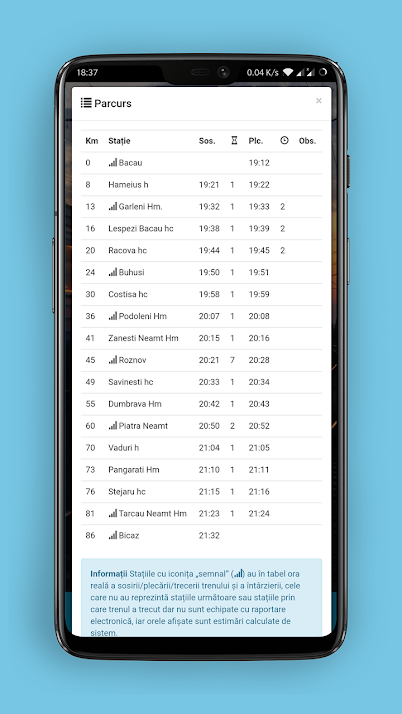 18:37 0.04 K/s
Parcurs ×
Km Stație Sos. Plc. Obs.
0 Bacau 19:12
8 Hameius h 19:21 1 19:22
13 Garleni Hm. 19:32 1 19:33 2
16 Lespezi Bacau hc 19:38 1 19:39 2
20 Racova hc 19:44 1 19:45 2
24 Buhusi 19:50 1 19:51
30 Costisa hc 19:58 1 19:59
36 Podoleni Hm 20:07 1 20:08
41 Zanesti Neamt Hm 20:15 1 20:16
45 Roznov 20:21 7 20:28
49 Savinesti hc 20:33 1 20:34
55 Dumbrava Hm 20:42 1 20:43
60 Piatra Neamt 20:50 2 20:52
70 Vaduri h 21:04 1 21:05
73 Pangarati Hm 21:10 1 21:11
76 Stejaru hc 21:15 1 21:16
81 Tarcau Neamt Hm 21:23 1 21:24
86 Bicaz 21:32
Informații Stațiile cu iconița „semnal” ( ) au în tabel ora
reală a sosirii/plecării/trecerii trenului și a întârzierii, cele
care nu au reprezintă stațiile următoare sau stațiile prin
care trenul a trecut dar nu sunt echipate cu raportare
electronică, iar orele afișate sunt estimări calculate de
sistem.